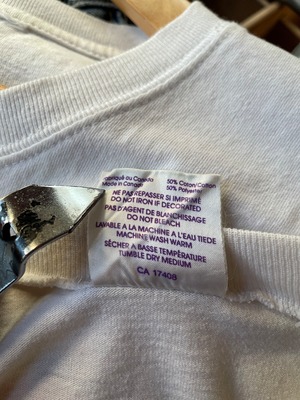 Fabriqué au Canada 50% Coton/Cotton
Made in Canada 50% Polyester
NE PAS REPASSER SI IMPRIMÉ
DO NOT IRON IF DECORATED
PAS D'AGENT DE BLANCHISSAGE
DO NOT BLEACH
LAVABLE A LA MACHINE A L'EAU TIEDE
MACHINE WASH WARM
SÉCHER A BASSE TEMPÉRATURE
TUMBLE DRY MEDIUM
CA 17408